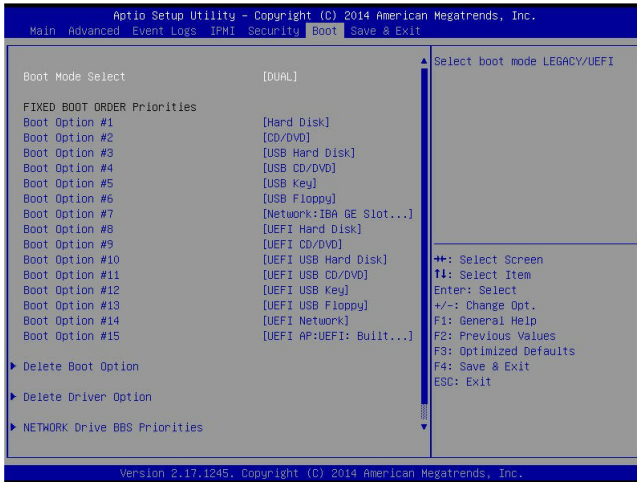 Aptio Setup Utility – Copyright (C) 2014 American Megatrends, Inc.
Main Advanced Event Logs IPMI Security Boot Save & Exit
Boot Mode Select [DUAL]
FIXED BOOT ORDER Priorities
Boot Option #1 [Hard Disk]
Boot Option #2 [CD/DVD]
Boot Option #3 [USB Hard Disk]
Boot Option #4 [USB CD/DVD]
Boot Option #5 [USB Key]
Boot Option #6 [USB Floppy]
Boot Option #7 [Network:IBA GE Slot...]
Boot Option #8 [UEFI Hard Disk]
Boot Option #9 [UEFI CD/DVD]
Boot Option #10 [UEFI USB Hard Disk]
Boot Option #11 [UEFI USB CD/DVD]
Boot Option #12 [UEFI USB Key]
Boot Option #13 [UEFI USB Floppy]
Boot Option #14 [UEFI Network]
Boot Option #15 [UEFI AP:UEFI: Built...]
Delete Boot Option
Delete Driver Option
NETWORK Drive BBS Priorities
Select boot mode LEGACY/UEFI
→←: Select Screen
↑↓: Select Item
Enter: Select
+/-: Change Opt.
F1: General Help
F2: Previous Values
F3: Optimized Defaults
F4: Save & Exit
ESC: Exit
Version 2.17.1245. Copyright (C) 2014 American Megatrends, Inc.